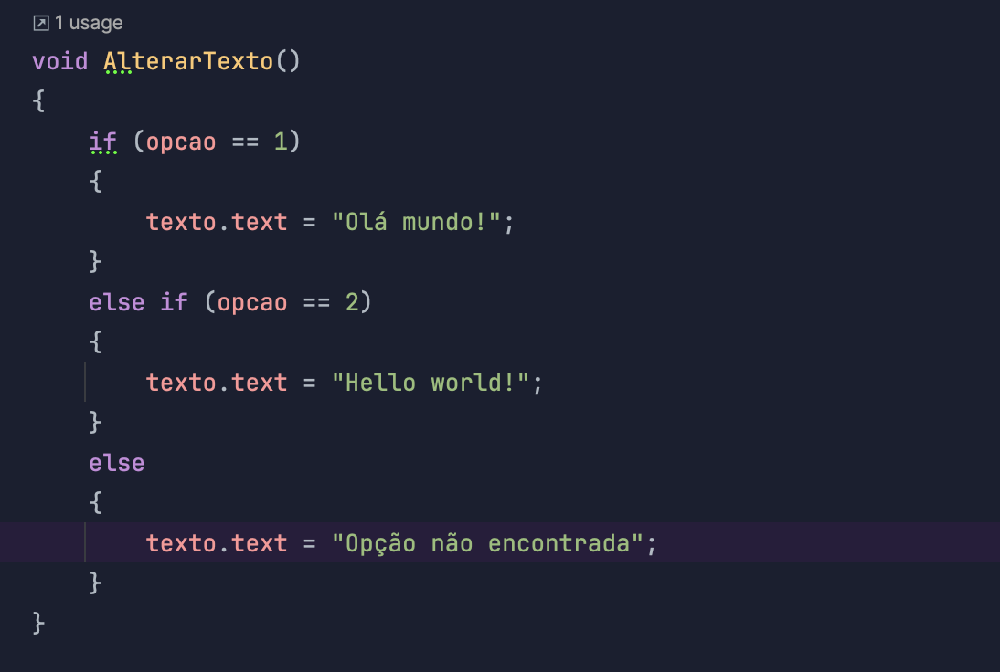 1 usage
void AlterarTexto()
{
    if (opcao == 1)
    {
        texto.text = "Olá mundo!";
    }
    else if (opcao == 2)
    {
        texto.text = "Hello world!";
    }
    else
    {
        texto.text = "Opção não encontrada";
    }
}